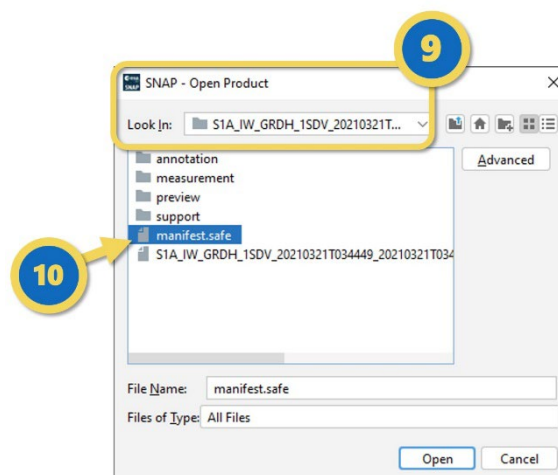 9
SNAP - Open Product
Look In: S1A_IW_GRDH_1SDV_20210321T...
Advanced
annotation
measurement
preview
support
manifest.safe
S1A_IW_GRDH_1SDV_20210321T034449_20210321T034
10
File Name: manifest.safe
Files of Type: All Files
Open Cancel